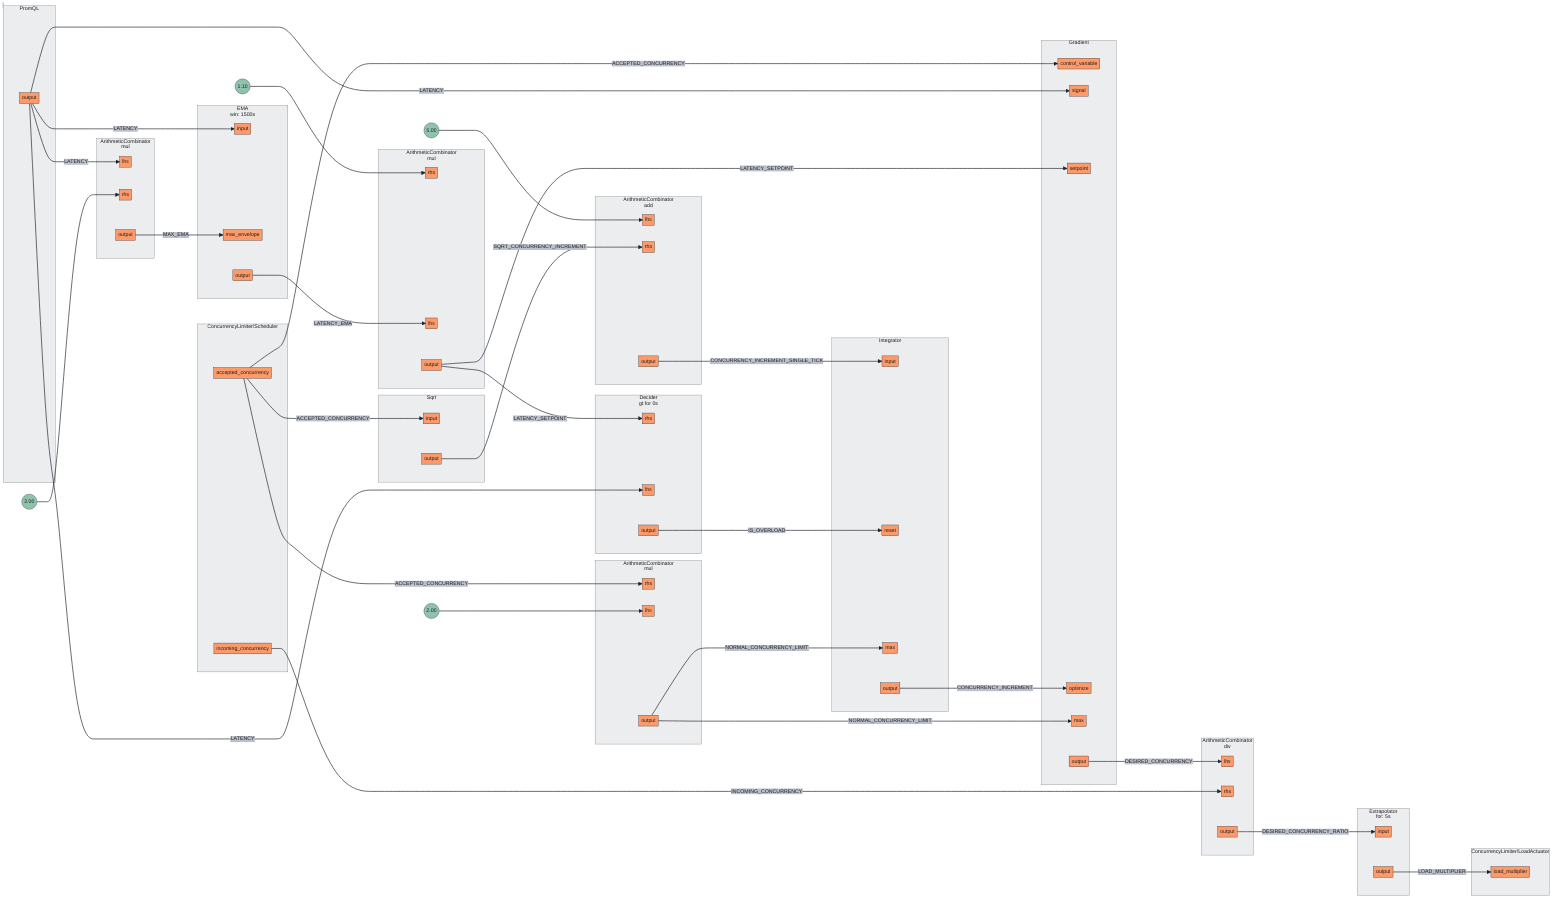 PromQL
output
LATENCY
LATENCY
LATENCY
LATENCY
ArithmeticCombinator
mul
lhs
rhs
output
MAX_EMA
1.10
EMA
win: 1500s
input
max_envelope
output
LATENCY_EMA
ConcurrencyLimiter/Scheduler
accepted_concurrency
incoming_concurrency
ACCEPTED_CONCURRENCY
ACCEPTED_CONCURRENCY
ACCEPTED_CONCURRENCY
INCOMING_CONCURRENCY
ArithmeticCombinator
mul
rhs
lhs
output
LATENCY_SETPOINT
LATENCY_SETPOINT
Sqrt
input
output
SQRT_CONCURRENCY_INCREMENT
2.00
ArithmeticCombinator
add
lhs
rhs
output
CONCURRENCY_INCREMENT_SINGLE_TICK
Decider
gt for 0s
rhs
lhs
output
IS_OVERLOAD
ArithmeticCombinator
mul
rhs
lhs
output
NORMAL_CONCURRENCY_LIMIT
NORMAL_CONCURRENCY_LIMIT
Integrator
input
reset
max
output
CONCURRENCY_INCREMENT
Gradient
control_variable
signal
setpoint
optimize
max
output
DESIRED_CONCURRENCY
ArithmeticCombinator
div
lhs
rhs
output
DESIRED_CONCURRENCY_RATIO
Extrapolator
for: 5s
input
output
LOAD_MULTIPLIER
ConcurrencyLimiter/LoadActuator
load_multiplier